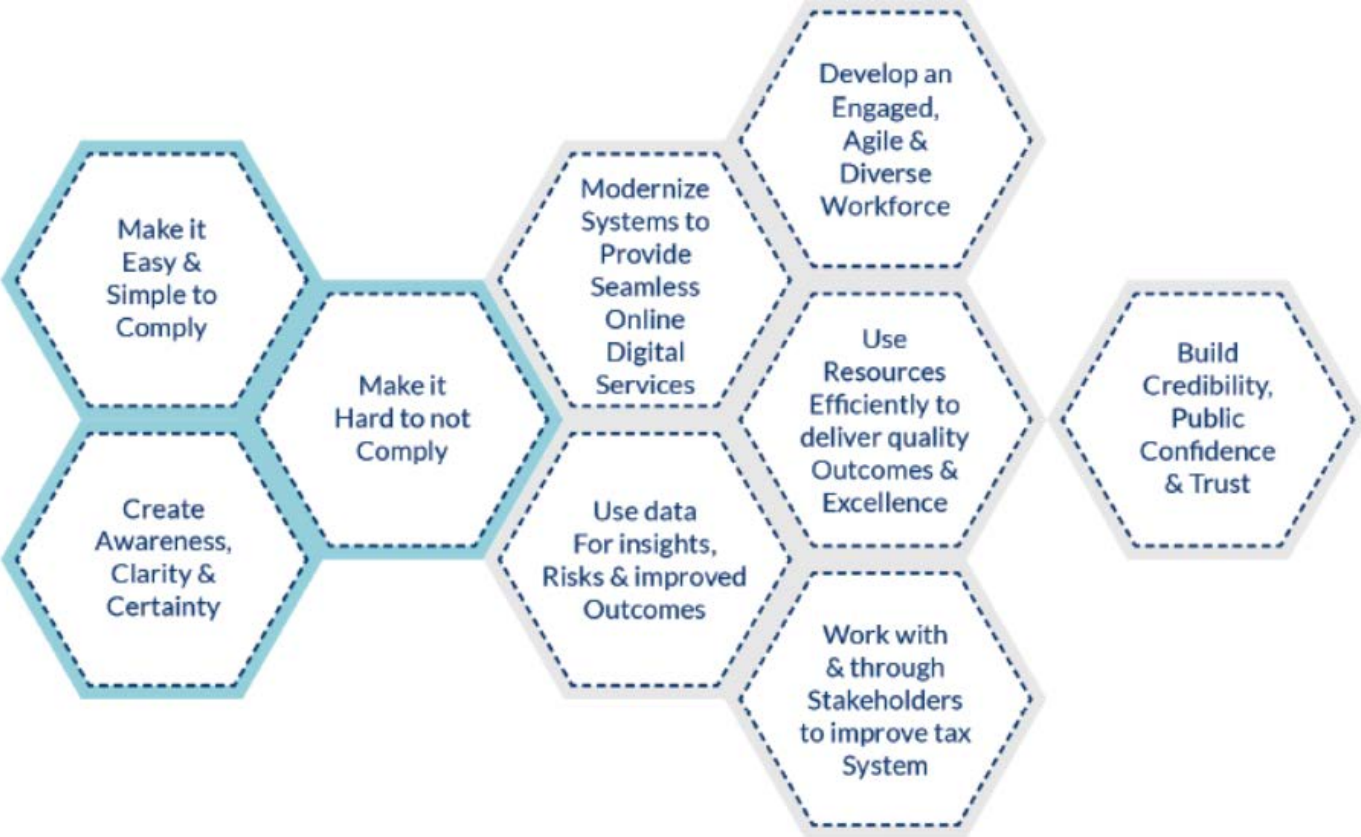 Make it
Easy &
Simple to
Comply
Create
Awareness,
Clarity &
Certainty
Make it
Hard to not
Comply
Modernize
Systems to
Provide
Seamless
Online
Digital
Services
Use data
For insights,
Risks & improved
Outcomes
Develop an
Engaged,
Agile &
Diverse
Workforce
Use
Resources
Efficiently to
deliver quality
Outcomes &
Excellence
Work with
& through
Stakeholders
to improve tax
System
Build
Credibility,
Public
Confidence
& Trust